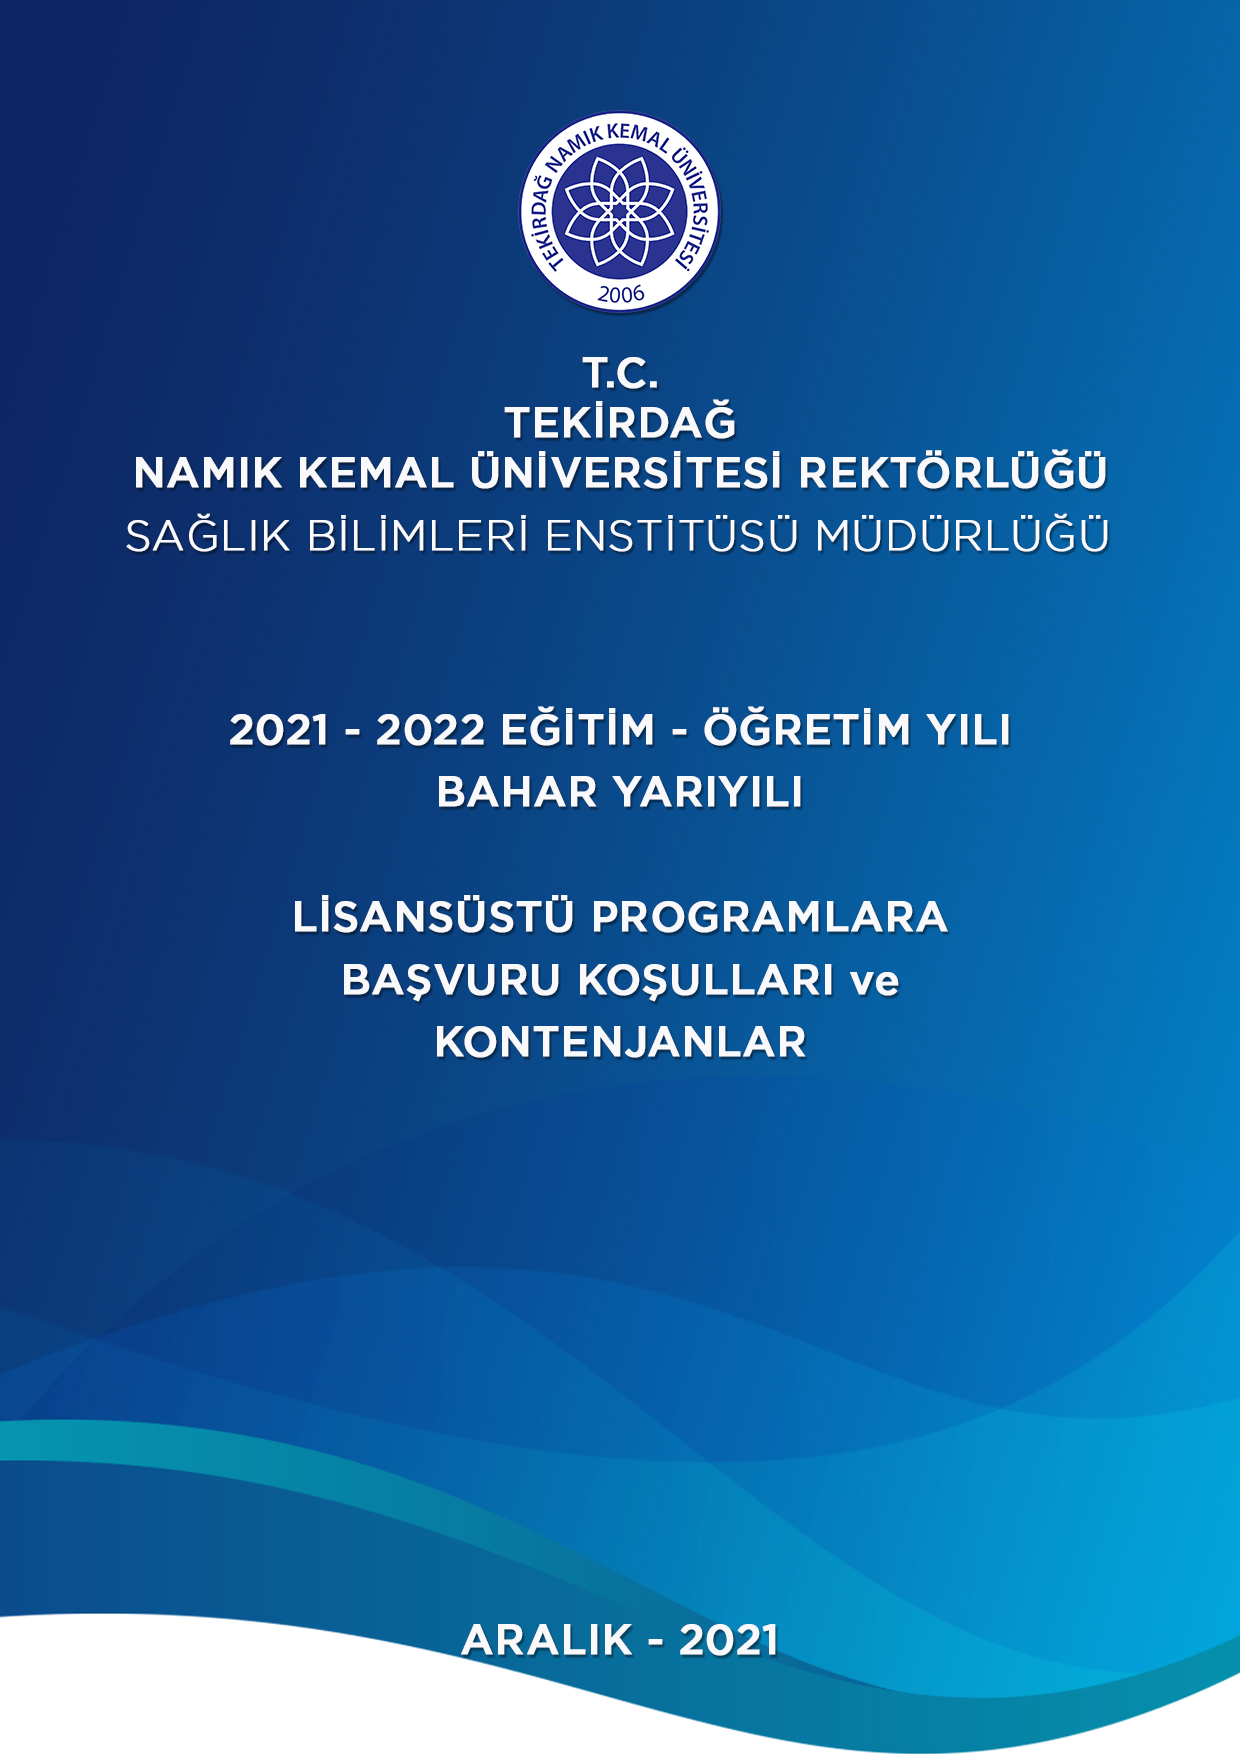 TEKİRDAĞ NAMIK KEMAL ÜNİVERSİTESİ
2006
T.C.
TEKİRDAĞ
NAMIK KEMAL ÜNİVERSİTESİ REKTÖRLÜĞÜ
SAĞLIK BİLİMLERİ ENSTİTÜSÜ MÜDÜRLÜĞÜ
2021 - 2022 EĞİTİM - ÖĞRETİM YILI
BAHAR YARIYILI
LİSANSÜSTÜ PROGRAMLARA
BAŞVURU KOŞULLARI ve
KONTENJANLAR
ARALIK - 2021